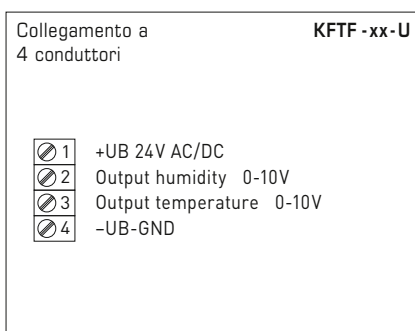 Collegamento a
4 conduttori
KFTF - xx - U
1 +UB 24V AC/DC
2 Output humidity 0-10V
3 Output temperature 0-10V
4 –UB-GND